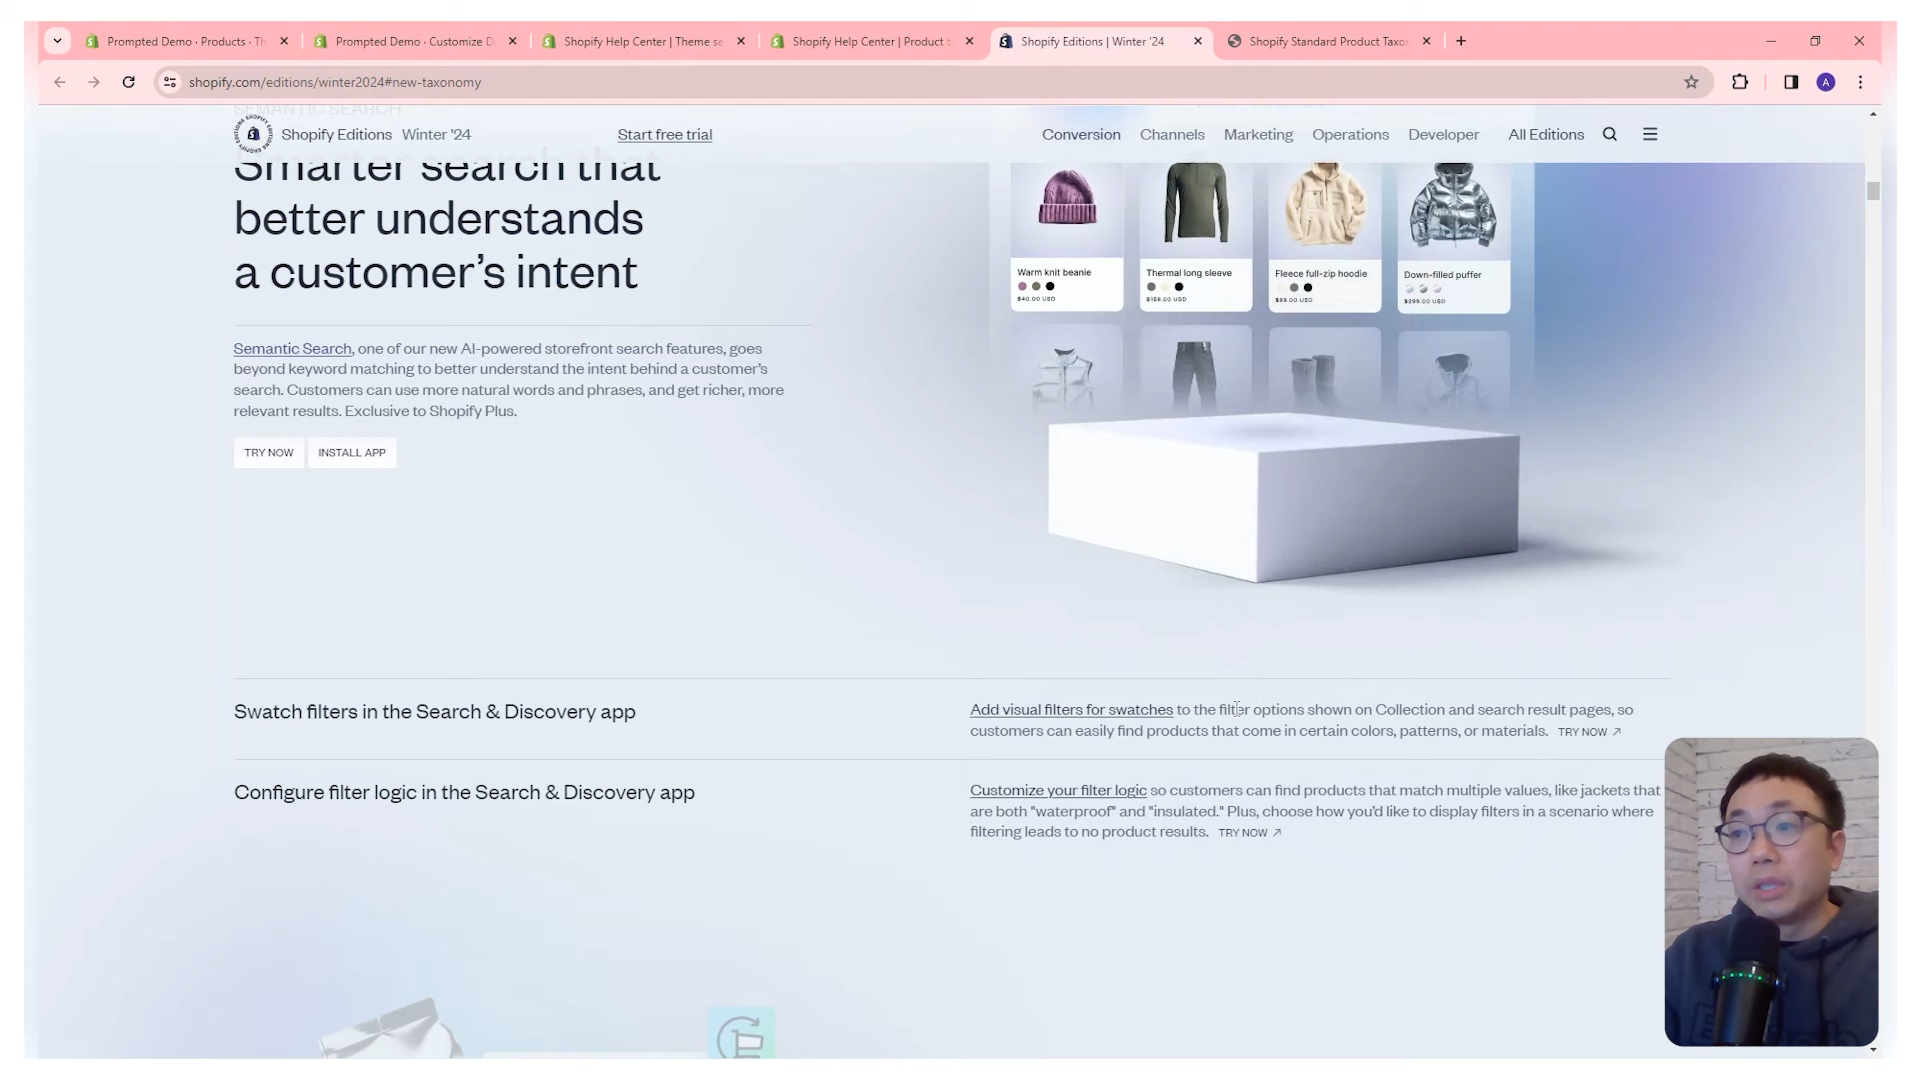 Prompted Demo · Products · Th
Prompted Demo · Customize D
Shopify Help Center | Theme se
Shopify Help Center | Product t
Shopify Editions | Winter '24
Shopify Standard Product Taxor
shopify.com/editions/winter2024#new-taxonomy
A
SEMANTIC SEARCH
Shopify Editions Winter '24
Start free trial
Conversion
Channels
Marketing
Operations
Developer
All Editions
Smarter search that
better understands
a customer's intent
Semantic Search, one of our new AI-powered storefront search features, goes
beyond keyword matching to better understand the intent behind a customer's
search. Customers can use more natural words and phrases, and get richer, more
relevant results. Exclusive to Shopify Plus.
TRY NOW
INSTALL APP
Warm knit beanie
$40.00 USD
Thermal long sleeve
$159.00 USD
Fleece full-zip hoodie
$99.00 USD
Down-filled puffer
$299.00 USD
Swatch filters in the Search & Discovery app
Add visual filters for swatches to the filter options shown on Collection and search result pages, so
customers can easily find products that come in certain colors, patterns, or materials. TRY NOW ↗
Configure filter logic in the Search & Discovery app
Customize your filter logic so customers can find products that match multiple values, like jackets that
are both "waterproof" and "insulated." Plus, choose how you'd like to display filters in a scenario where
filtering leads to no product results. TRY NOW ↗